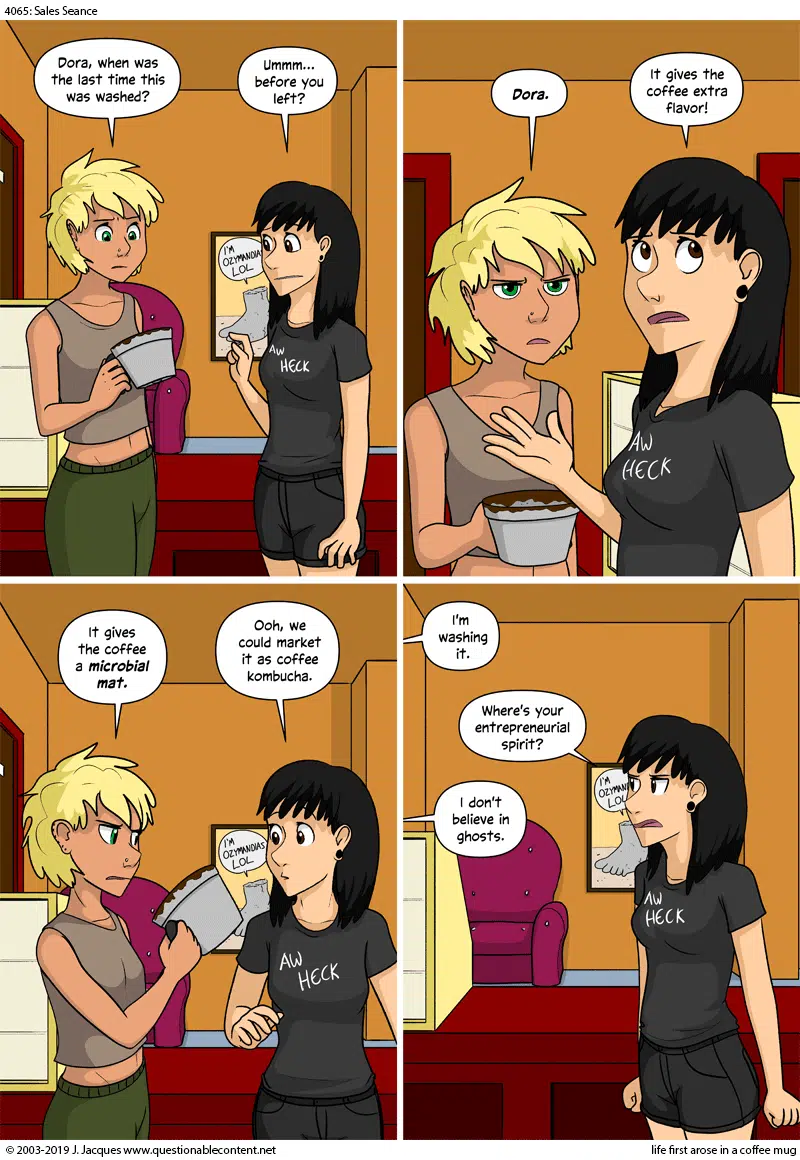 4065: Sales Seance
Dora, when was
the last time this
was washed?
Ummm...
before you
left?
I'M
OZYMANDIAS
LOL
AW
HECK
Dora.
It gives the
coffee extra
flavor!
AW
HECK
It gives
the coffee
a microbial
mat.
Ooh, we
could market
it as coffee
kombucha.
I'M
OZYMANDIAS
LOL
AW
HECK
I'm
washing
it.
Where's your
entrepreneurial
spirit?
I don't
believe in
ghosts.
I'M
OZYMANDIAS
LOL
AW
HECK
© 2003-2019 J. Jacques www.questionablecontent.net
life first arose in a coffee mug